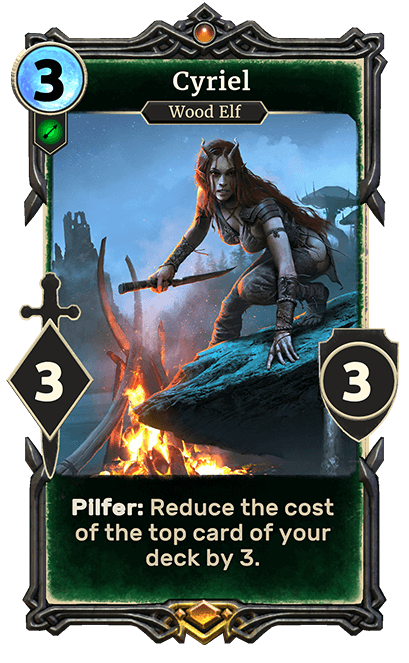 3
Cyriel
Wood Elf
3
3
Pilfer: Reduce the cost
of the top card of your
deck by 3.